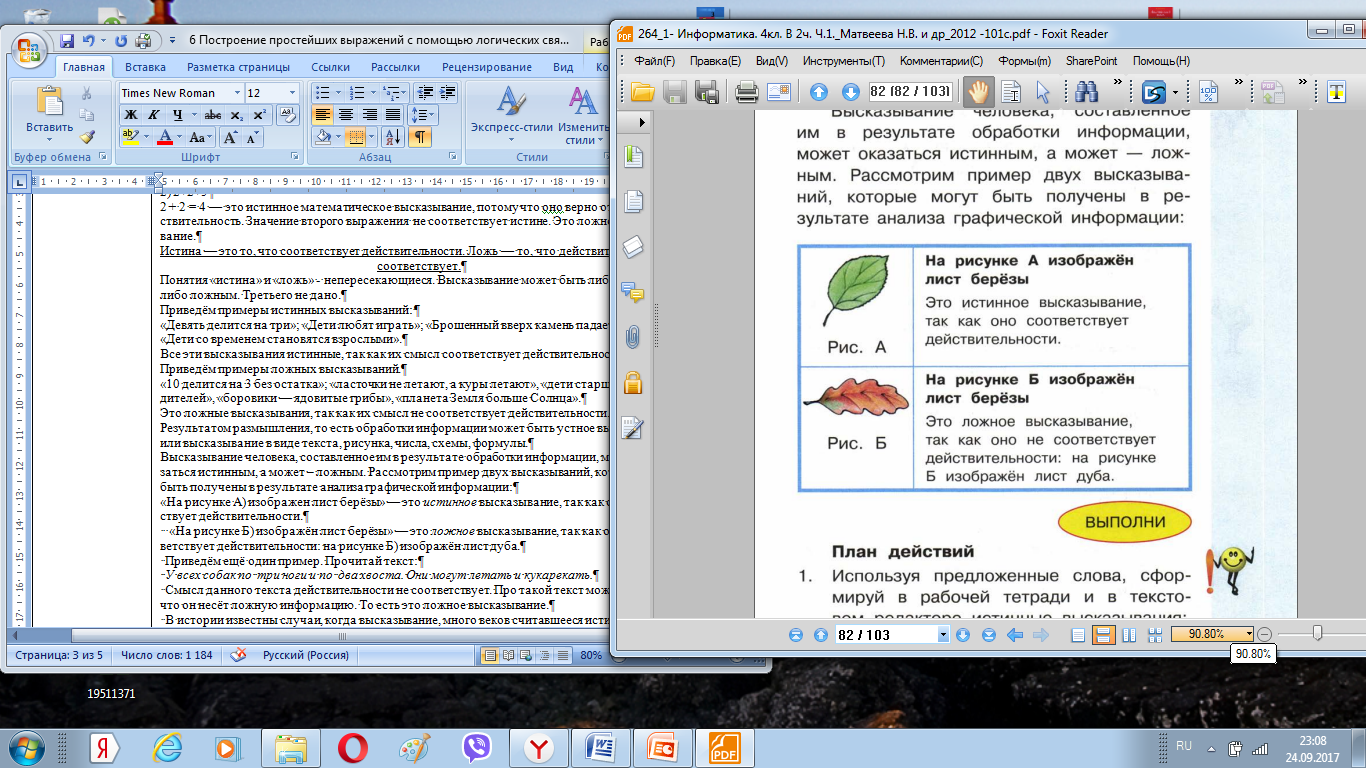 6 Построение простейших выражений с помощью логических свя...
Главная Вставка Разметка страницы Ссылки Рассылки Рецензирование Вид
Times New Roman 12
Вставить
Экспресс-стили Изменить стили
Буфер обмена Шрифт Абзац Стили
2 + 2 = 4 — это истинное математическое высказывание, потому что оно верно
ствительность. Значение второго выражения не соответствует истине. Это
вание.¶
Истина — это то, что соответствует действительности. Ложь — то, что
соответствует.¶
Понятия «истина» и «ложь» - непересекающиеся. Высказывание может быть
либо ложным. Третьего не дано.¶
Приведём примеры истинных высказываний:¶
«Девять делится на три»; «Дети любят играть»; «Брошенный вверх камень падает
«Дети со временем становятся взрослыми».¶
Все эти высказывания истинные, так как их смысл соответствует
Приведём примеры ложных высказываний.¶
«10 делится на 3 без остатка»; «ласточки не летают, а куры летают», «дети
дителей», «боровики — ядовитые грибы», «планета Земля больше Солнца».¶
Это ложные высказывания, так как их смысл не соответствует действительности.
Результатом размышления, то есть обработки информации может быть устное
или высказывание в виде текста, рисунка, числа, схемы, формулы.¶
Высказывание человека, составленное им в результате обработки информации,
заться истинным, а может – ложным. Рассмотрим пример двух высказываний,
быть получены в результате анализа графической информации:¶
«На рисунке А) изображен лист берёзы» — это истинное высказывание, так как
ствует действительности.¶
«На рисунке Б) изображён лист берёзы» — это ложное высказывание, так как
ветствует действительности: на рисунке Б) изображён лист дуба.¶
Приведём ещё один пример. Прочитай текст:¶
У всех собак по три ноги и по два хвоста. Они могут летать и кукарекать.¶
Смысл данного текста действительности не соответствует. Про такой текст
что он несёт ложную информацию. То есть это ложное высказывание.¶
В истории известны случаи, когда высказывание, много веков считавшееся
Страница: 3 из 5 Число слов: 1 184 Русский (Россия) 80%
264_1- Информатика. 4кл. В 2ч. Ч.1._Матвеева Н.В. и др_2012 -101с.pdf - Foxit Reader
Файл(F) Правка(E) Вид(V) Инструменты(T) Комментарии(C) Формы(m) SharePoint Помощь(H)
82 (82 / 103)
Высказывание человека, составленное
им в результате обработки информации,
может оказаться истинным, а может — лож-
ным. Рассмотрим пример двух высказыва-
ний, которые могут быть получены в ре-
зультате анализа графической информации:
На рисунке А изображён
лист берёзы
Это истинное высказывание,
так как оно соответствует
действительности.
Рис. А
На рисунке Б изображён
лист берёзы
Это ложное высказывание,
так как оно не соответствует
действительности: на рисунке
Б изображён лист дуба.
Рис. Б
ВЫПОЛНИ
План действий
1. Используя предложенные слова, сфор-
мируй в рабочей тетради и в тексто-
вом редакторе истинные высказывания:
82 / 103
90.80%
90.80%
19511371
RU
23:08
24.09.2017